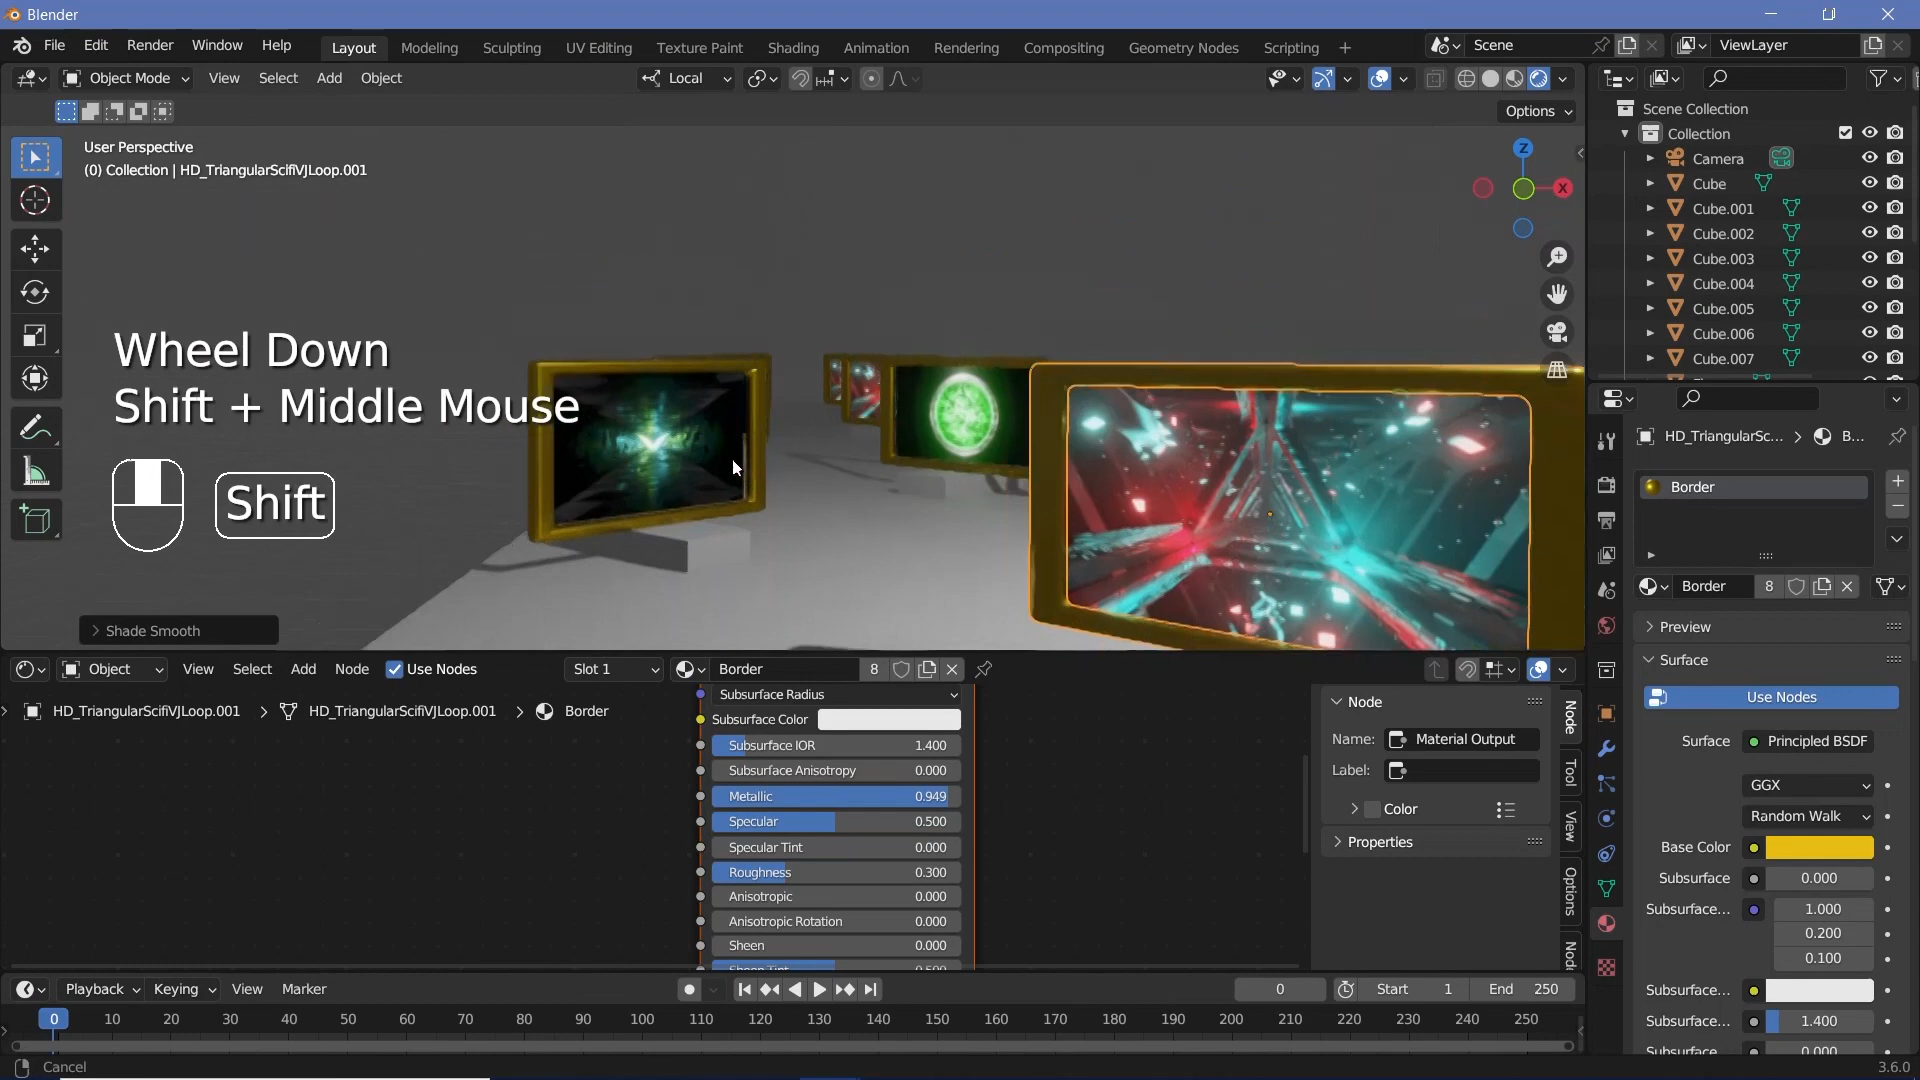 Blender
File Edit Render Window Help
Layout Modeling Sculpting UV Editing Texture Paint Shading Animation Rendering Compositing Geometry Nodes Scripting +
Scene
ViewLayer
Object Mode View Select Add Object
Local
Options
User Perspective
(0) Collection | HD_TriangularScifiVJLoop.001
Z
X
Scene Collection
Collection
Camera
Cube
Cube.001
Cube.002
Cube.003
Cube.004
Cube.005
Cube.006
Cube.007
Wheel Down
Shift + Middle Mouse
Shift
Shade Smooth
HD_TriangularSc... > B...
Border
Border 8
Preview
Surface
Use Nodes
Surface Principled BSDF
GGX
Random Walk
Base Color
Subsurface 0.000
Subsurface... 1.000
0.200
0.100
Subsurface...
Subsurface... 1.400
Object View Select Add Node Use Nodes Slot 1 Border 8
HD_TriangularScifiVJLoop.001 > HD_TriangularScifiVJLoop.001 > Border
Subsurface Radius
Subsurface Color
Subsurface IOR 1.400
Subsurface Anisotropy 0.000
Metallic 0.949
Specular 0.500
Specular Tint 0.000
Roughness 0.300
Anisotropic 0.000
Anisotropic Rotation 0.000
Sheen 0.000
Node
Name: Material Output
Label:
Color
Properties
Node
Tool
View
Options
Playback Keying View Marker
0 Start 1 End 250
0 10 20 30 40 50 60 70 80 90 100 110 120 130 140 150 160 170 180 190 200 210 220 230 240 250
Cancel
3.6.0